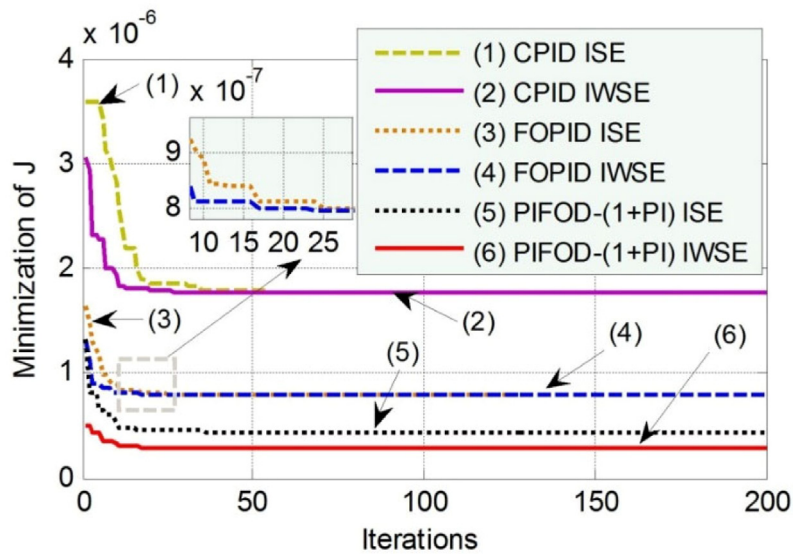 x 10-6
4
3
2
1
0
Minimization of J
(1)
x 10-7
9
8
10 15 20 25
(1) CPID ISE
(2) CPID IWSE
(3) FOPID ISE
(4) FOPID IWSE
(5) PIFOD-(1+PI) ISE
(6) PIFOD-(1+PI) IWSE
(3)
(2)
(5)
(4)
(6)
0 50 100 150 200
Iterations